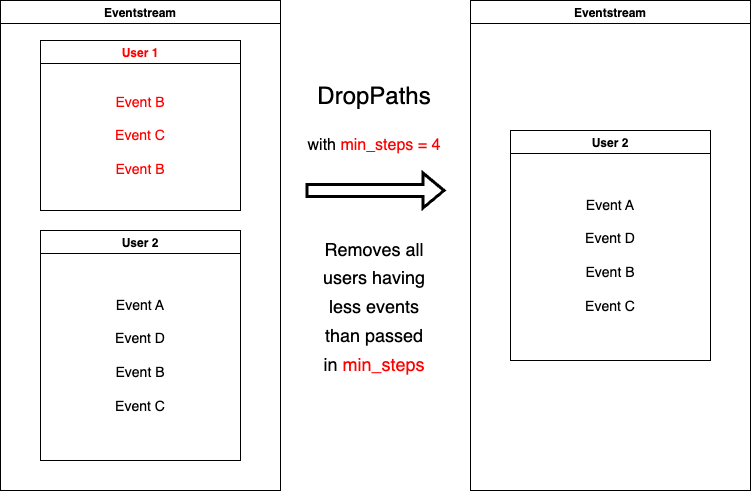 Eventstream
User 1
Event B
Event C
Event B
User 2
Event A
Event D
Event B
Event C
DropPaths
with min_steps = 4
Removes all
users having
less events
than passed
in min_steps
Eventstream
User 2
Event A
Event D
Event B
Event C